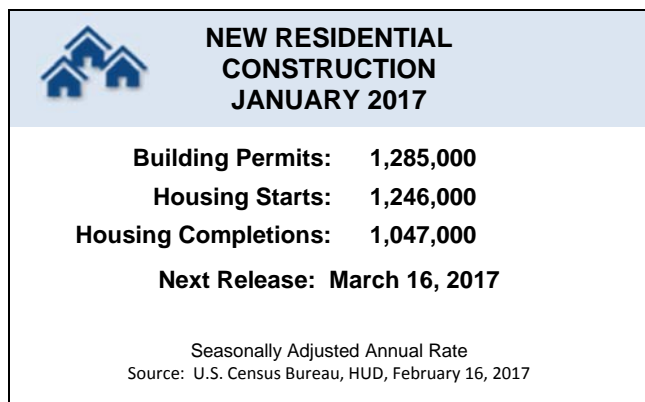 NEW RESIDENTIAL
CONSTRUCTION
JANUARY 2017
Building Permits: 1,285,000
Housing Starts: 1,246,000
Housing Completions: 1,047,000
Next Release: March 16, 2017
Seasonally Adjusted Annual Rate
Source: U.S. Census Bureau, HUD, February 16, 2017